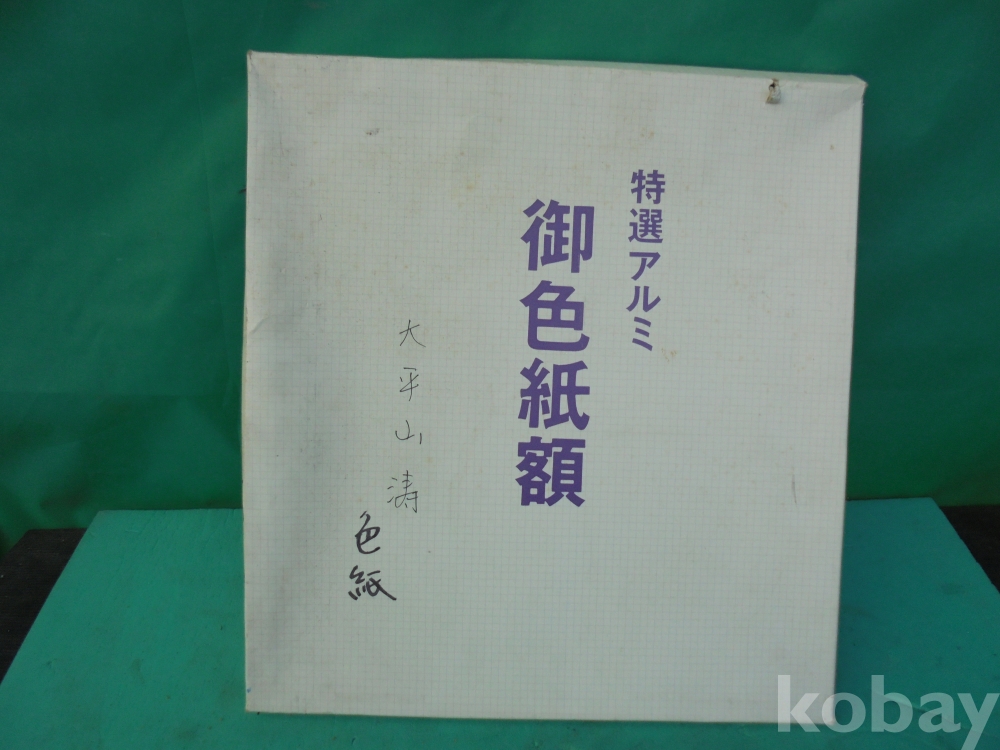 特選アルミ
御色紙額
大平山涛
色紙
kobay